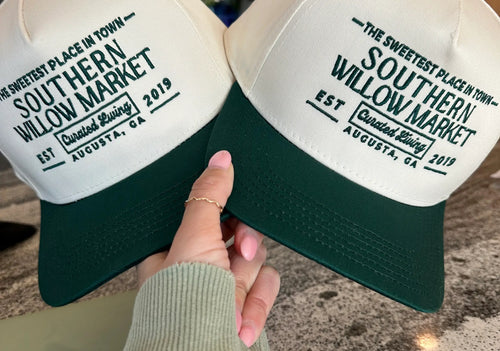 THE SWEETEST PLACE IN TOWN
SOUTHERN
WILLOW MARKET
EST Curated Living 2019
AUGUSTA, GA
THE SWEETEST PLACE IN TOWN
SOUTHERN
WILLOW MARKET
EST Curated Living 2019
AUGUSTA, GA